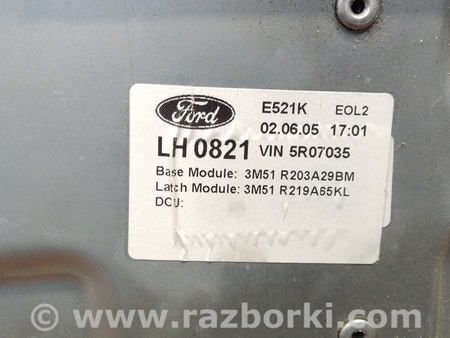 Ford E521K EOL2
02.06.05 17:01
LH 0821 VIN 5R07035
Base Module: 3M51 R203A29BM
Latch Module: 3M51 R219A65KL
DCU:
© www.razborki.com